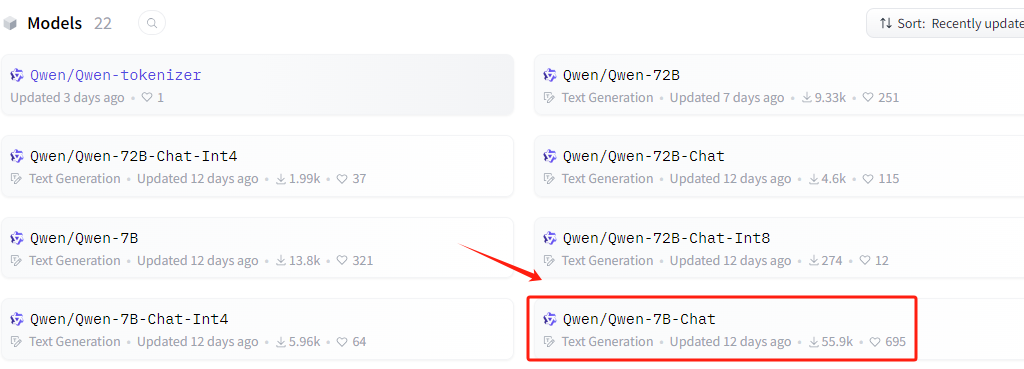 Models 22
Sort: Recently update
Qwen/Qwen-tokenizer
Updated 3 days ago • 1
Qwen/Qwen-72B
Text Generation • Updated 7 days ago • 9.33k • 251
Qwen/Qwen-72B-Chat-Int4
Text Generation • Updated 12 days ago • 1.99k • 37
Qwen/Qwen-72B-Chat
Text Generation • Updated 12 days ago • 4.6k • 115
Qwen/Qwen-7B
Text Generation • Updated 12 days ago • 13.8k • 321
Qwen/Qwen-72B-Chat-Int8
Text Generation • Updated 12 days ago • 274 • 12
Qwen/Qwen-7B-Chat-Int4
Text Generation • Updated 12 days ago • 5.96k • 64
Qwen/Qwen-7B-Chat
Text Generation • Updated 12 days ago • 55.9k • 695